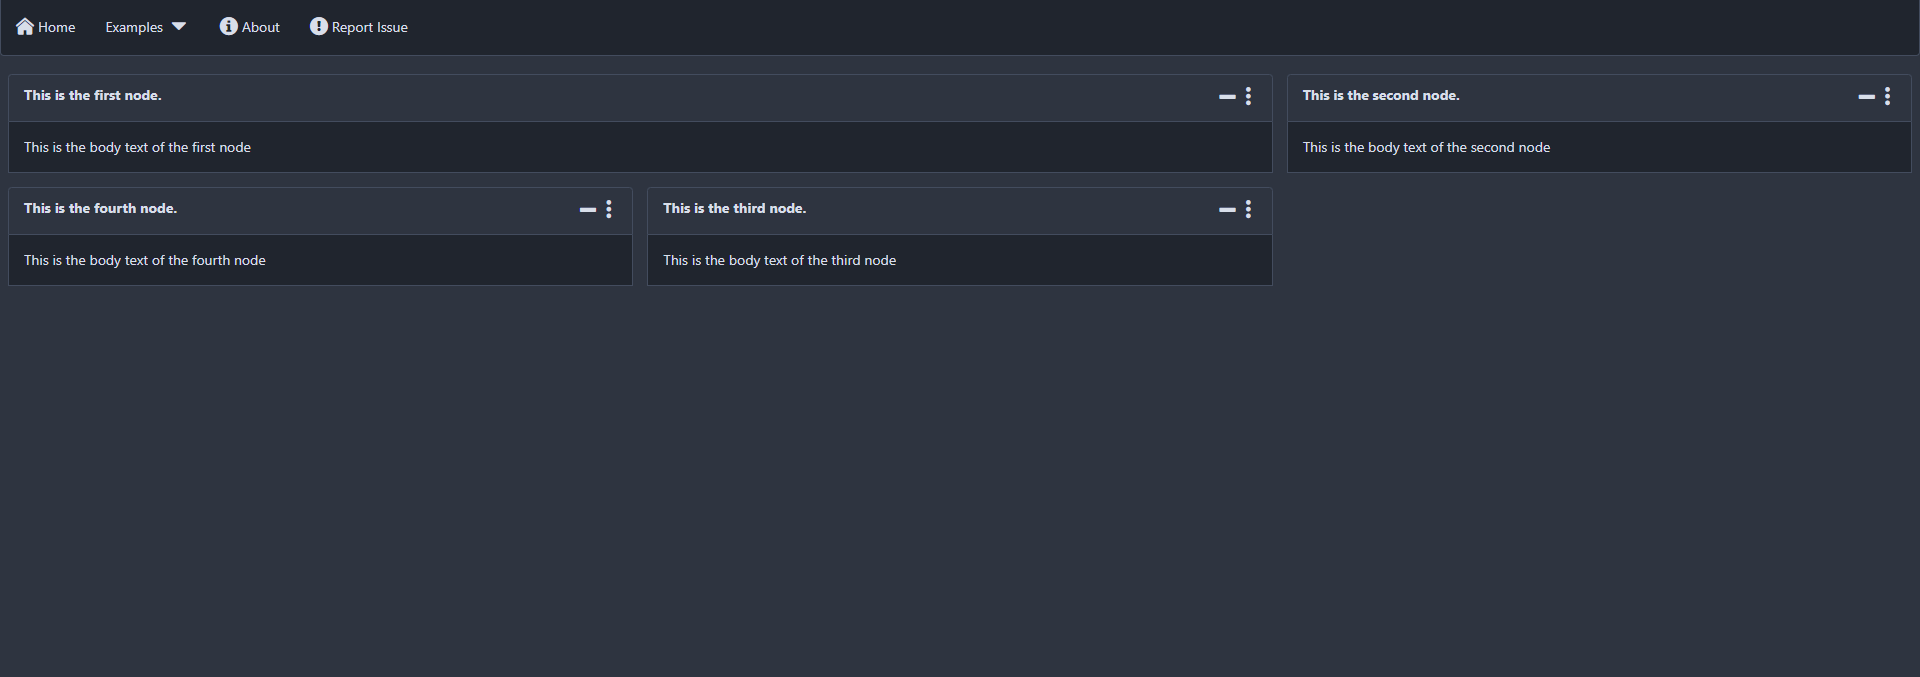 Home Examples About Report Issue
This is the first node.
This is the body text of the first node
This is the second node.
This is the body text of the second node
This is the fourth node.
This is the body text of the fourth node
This is the third node.
This is the body text of the third node